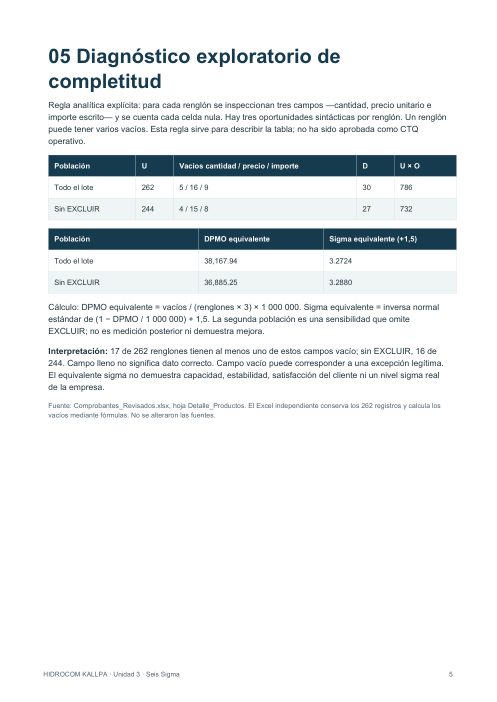 05 Diagnóstico exploratorio de
completitud
Regla analítica explícita: para cada renglón se inspeccionan tres campos —cantidad, precio unitario e
importe escrito— y se cuenta cada celda nula. Hay tres oportunidades sintácticas por renglón. Un renglón
puede tener varios vacíos. Esta regla sirve para describir la tabla; no ha sido aprobada como CTQ
operativo.
Población U Vacíos cantidad / precio / importe D U × O
Todo el lote 262 5 / 16 / 9 30 786
Sin EXCLUIR 244 4 / 15 / 8 27 732
Población DPMO equivalente Sigma equivalente (+1,5)
Todo el lote 38,167.94 3.2724
Sin EXCLUIR 36,885.25 3.2880
Cálculo: DPMO equivalente = vacíos / (renglones × 3) × 1 000 000. Sigma equivalente = inversa normal
estándar de (1 − DPMO / 1 000 000) + 1,5. La segunda población es una sensibilidad que omite
EXCLUIR; no es medición posterior ni demuestra mejora.
Interpretación: 17 de 262 renglones tienen al menos uno de estos campos vacío; sin EXCLUIR, 16 de
244. Campo lleno no significa dato correcto. Campo vacío puede corresponder a una excepción legítima.
El equivalente sigma no demuestra capacidad, estabilidad, satisfacción del cliente ni un nivel sigma real
de la empresa.
Fuente: Comprobantes_Revisados.xlsx, hoja Detalle_Productos. El Excel independiente conserva los 262 registros y calcula los
vacíos mediante fórmulas. No se alteraron las fuentes.
HIDROCOM KALLPA · Unidad 3 · Seis Sigma 5